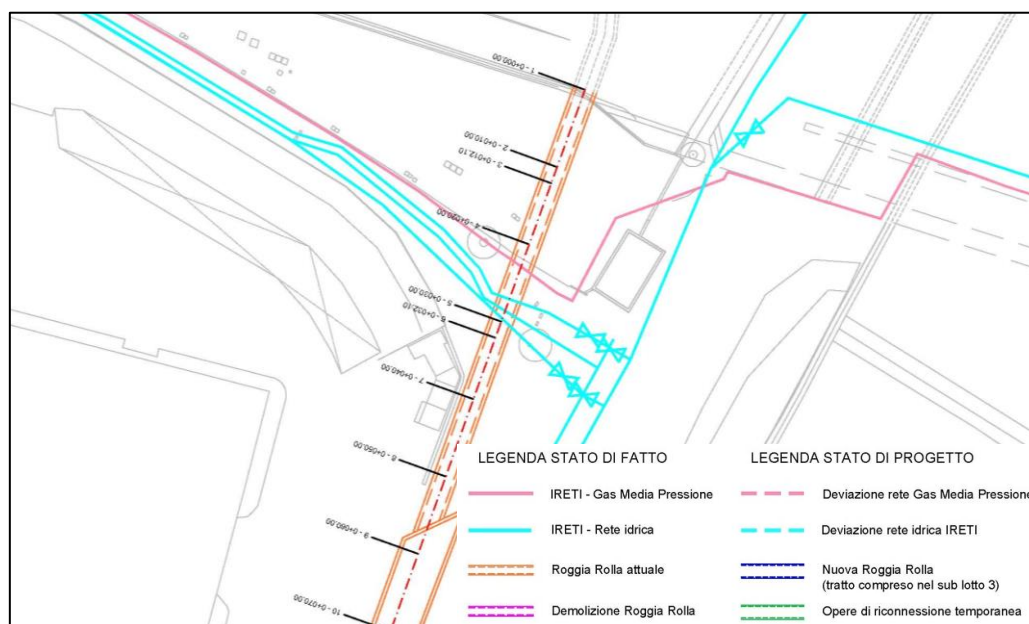 1 - 0+000.00
2 - 0+010.00
3 - 0+012.10
4 - 0+020.00
5 - 0+030.00
6 - 0+032.10
7 - 0+040.00
8 - 0+050.00
9 - 0+060.00
10 - 0+070.00
LEGENDA STATO DI FATTO
IRETI - Gas Media Pressione
IRETI - Rete idrica
Roggia Rolla attuale
Demolizione Roggia Rolla
LEGENDA STATO DI PROGETTO
Deviazione rete Gas Media Pressione
Deviazione rete idrica IRETI
Nuova Roggia Rolla
(tratto compreso nel sub lotto 3)
Opere di riconnessione temporanea